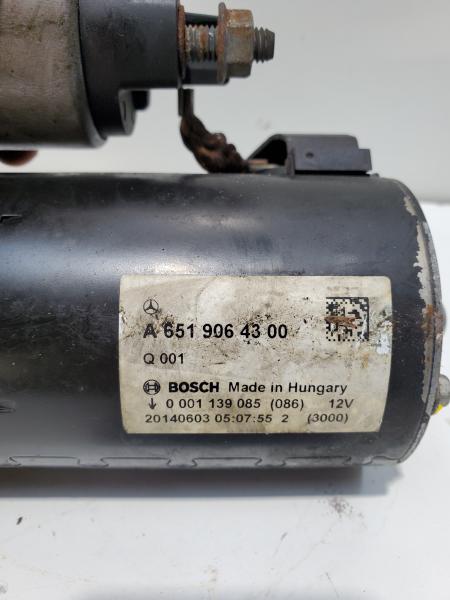 A 651 906 43 00
Q 001
BOSCH Made in Hungary
0 001 139 085 (086) 12V
20140603 05:07:55 2 (3000)